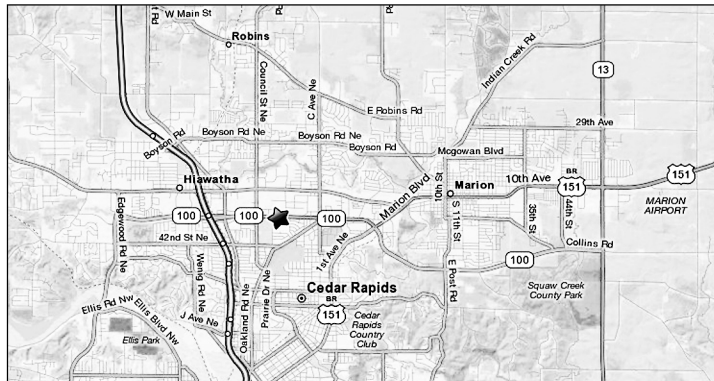 W Main St
Robins
Council St Ne
C Ave Ne
E Robins Rd
Indian Creek Rd
13
29th Ave
Boyson Rd
Boyson Rd Ne
Boyson Rd Ne
Boyson Rd
Mcgowan Blvd
Hiawatha
Marion Blvd
10th St
Marion
10th Ave
BR
151
151
MARION
AIRPORT
Edgewood Rd Ne
100
100
100
S 11th St
35th St
44th St
42nd St Ne
1st Ave Ne
100
Collins Rd
Wenig Rd Ne
Oakland Rd Ne
Prairie Dr Ne
E Post Rd
Squaw Creek
County Park
Cedar Rapids
BR
151
Ellis Rd Nw
Ellis Blvd Nw
J Ave Ne
Ellis Park
Cedar
Rapids
Country
Club